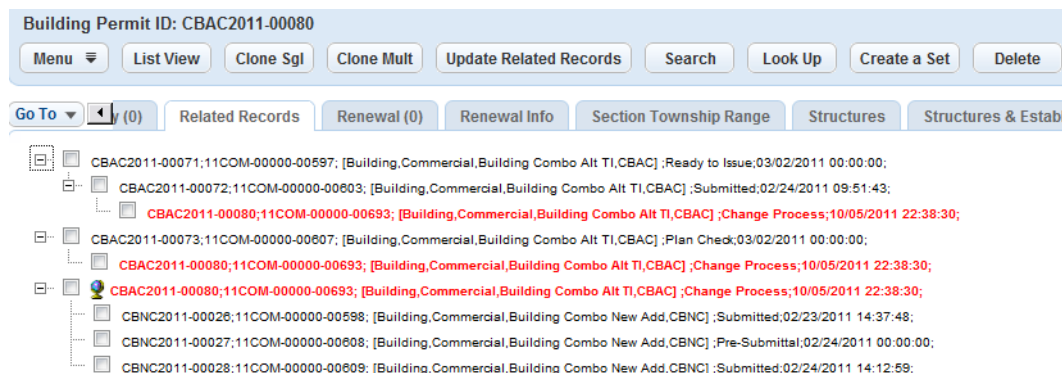 Building Permit ID: CBAC2011-00080
Menu List View Clone Sgl Clone Mult Update Related Records Search Look Up Create a Set Delete
Go To y (0) Related Records Renewal (0) Renewal Info Section Township Range Structures Structures & Estab
CBAC2011-00071;11COM-00000-00597; [Building,Commercial,Building Combo Alt TI,CBAC] ;Ready to Issue;03/02/2011 00:00:00;
CBAC2011-00072;11COM-00000-00603; [Building,Commercial,Building Combo Alt TI,CBAC] ;Submitted;02/24/2011 09:51:43;
CBAC2011-00080;11COM-00000-00693; [Building,Commercial,Building Combo Alt TI,CBAC] ;Change Process;10/05/2011 22:38:30;
CBAC2011-00073;11COM-00000-00607; [Building,Commercial,Building Combo Alt TI,CBAC] ;Plan Check;03/02/2011 00:00:00;
CBAC2011-00080;11COM-00000-00693; [Building,Commercial,Building Combo Alt TI,CBAC] ;Change Process;10/05/2011 22:38:30;
CBAC2011-00080;11COM-00000-00693; [Building,Commercial,Building Combo Alt TI,CBAC] ;Change Process;10/05/2011 22:38:30;
CBNC2011-00026;11COM-00000-00598; [Building,Commercial,Building Combo New Add,CBNC] ;Submitted;02/23/2011 14:37:48;
CBNC2011-00027;11COM-00000-00608; [Building,Commercial,Building Combo New Add,CBNC] ;Pre-Submittal;02/24/2011 00:00:00;
CBNC2011-00028;11COM-00000-00609; [Building,Commercial,Building Combo New Add,CBNC] ;Submitted;02/24/2011 14:12:59;